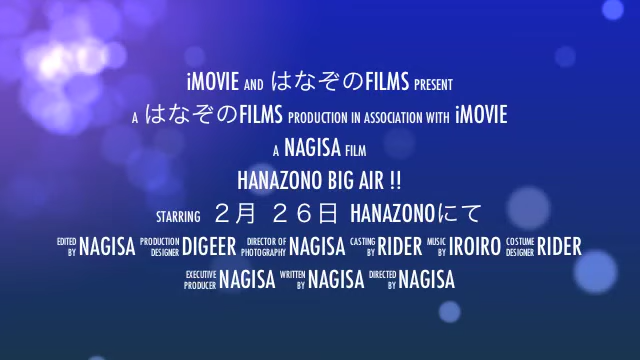 iMOVIE AND はなぞのFILMS PRESENT
A はなぞのFILMS PRODUCTION IN ASSOCIATION WITH iMOVIE
A NAGISA FILM
HANAZONO BIG AIR !!
STARRING ２月 ２６日 HANAZONOにて
EDITED BY NAGISA PRODUCTION DESIGNER DIGEER DIRECTOR OF PHOTOGRAPHY NAGISA CASTING BY RIDER MUSIC BY IROIRO COSTUME DESIGNER RIDER
EXECUTIVE PRODUCER NAGISA WRITTEN BY NAGISA DIRECTED BY NAGISA